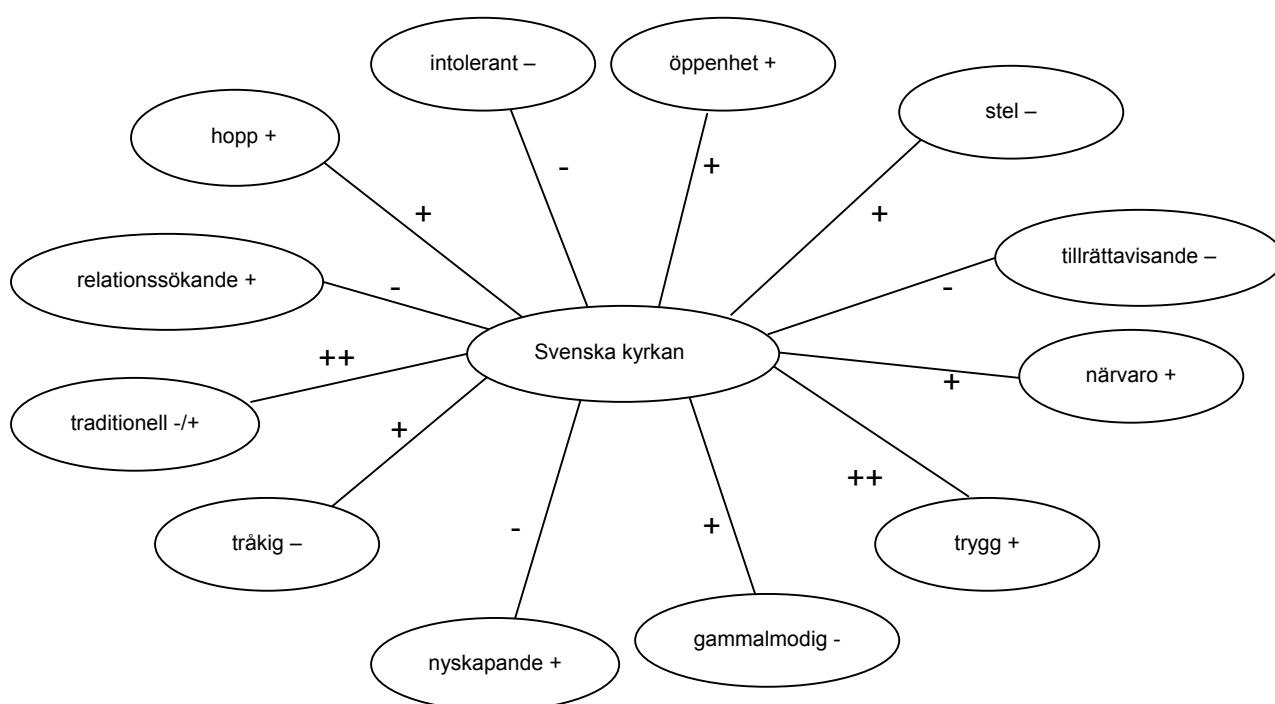 intolerant –
öppenhet +
stel –
hopp +
-
+
+
+
relationssökande +
-
tillrättavisande –
-
Svenska kyrkan
++
+
närvaro +
traditionell -/+
+
++
tråkig –
-
+
trygg +
gammalmodig -
nyskapande +